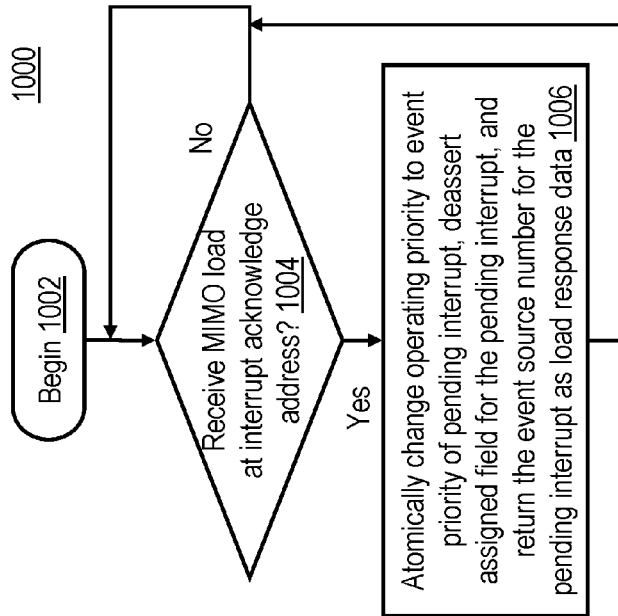 1000
Begin 1002
Receive MIMO load
at interrupt acknowledge
address? 1004
No
Yes
Atomically change operating priority to event
priority of pending interrupt, deassert
assigned field for the pending interrupt, and
return the event source number for the
pending interrupt as load response data 1006